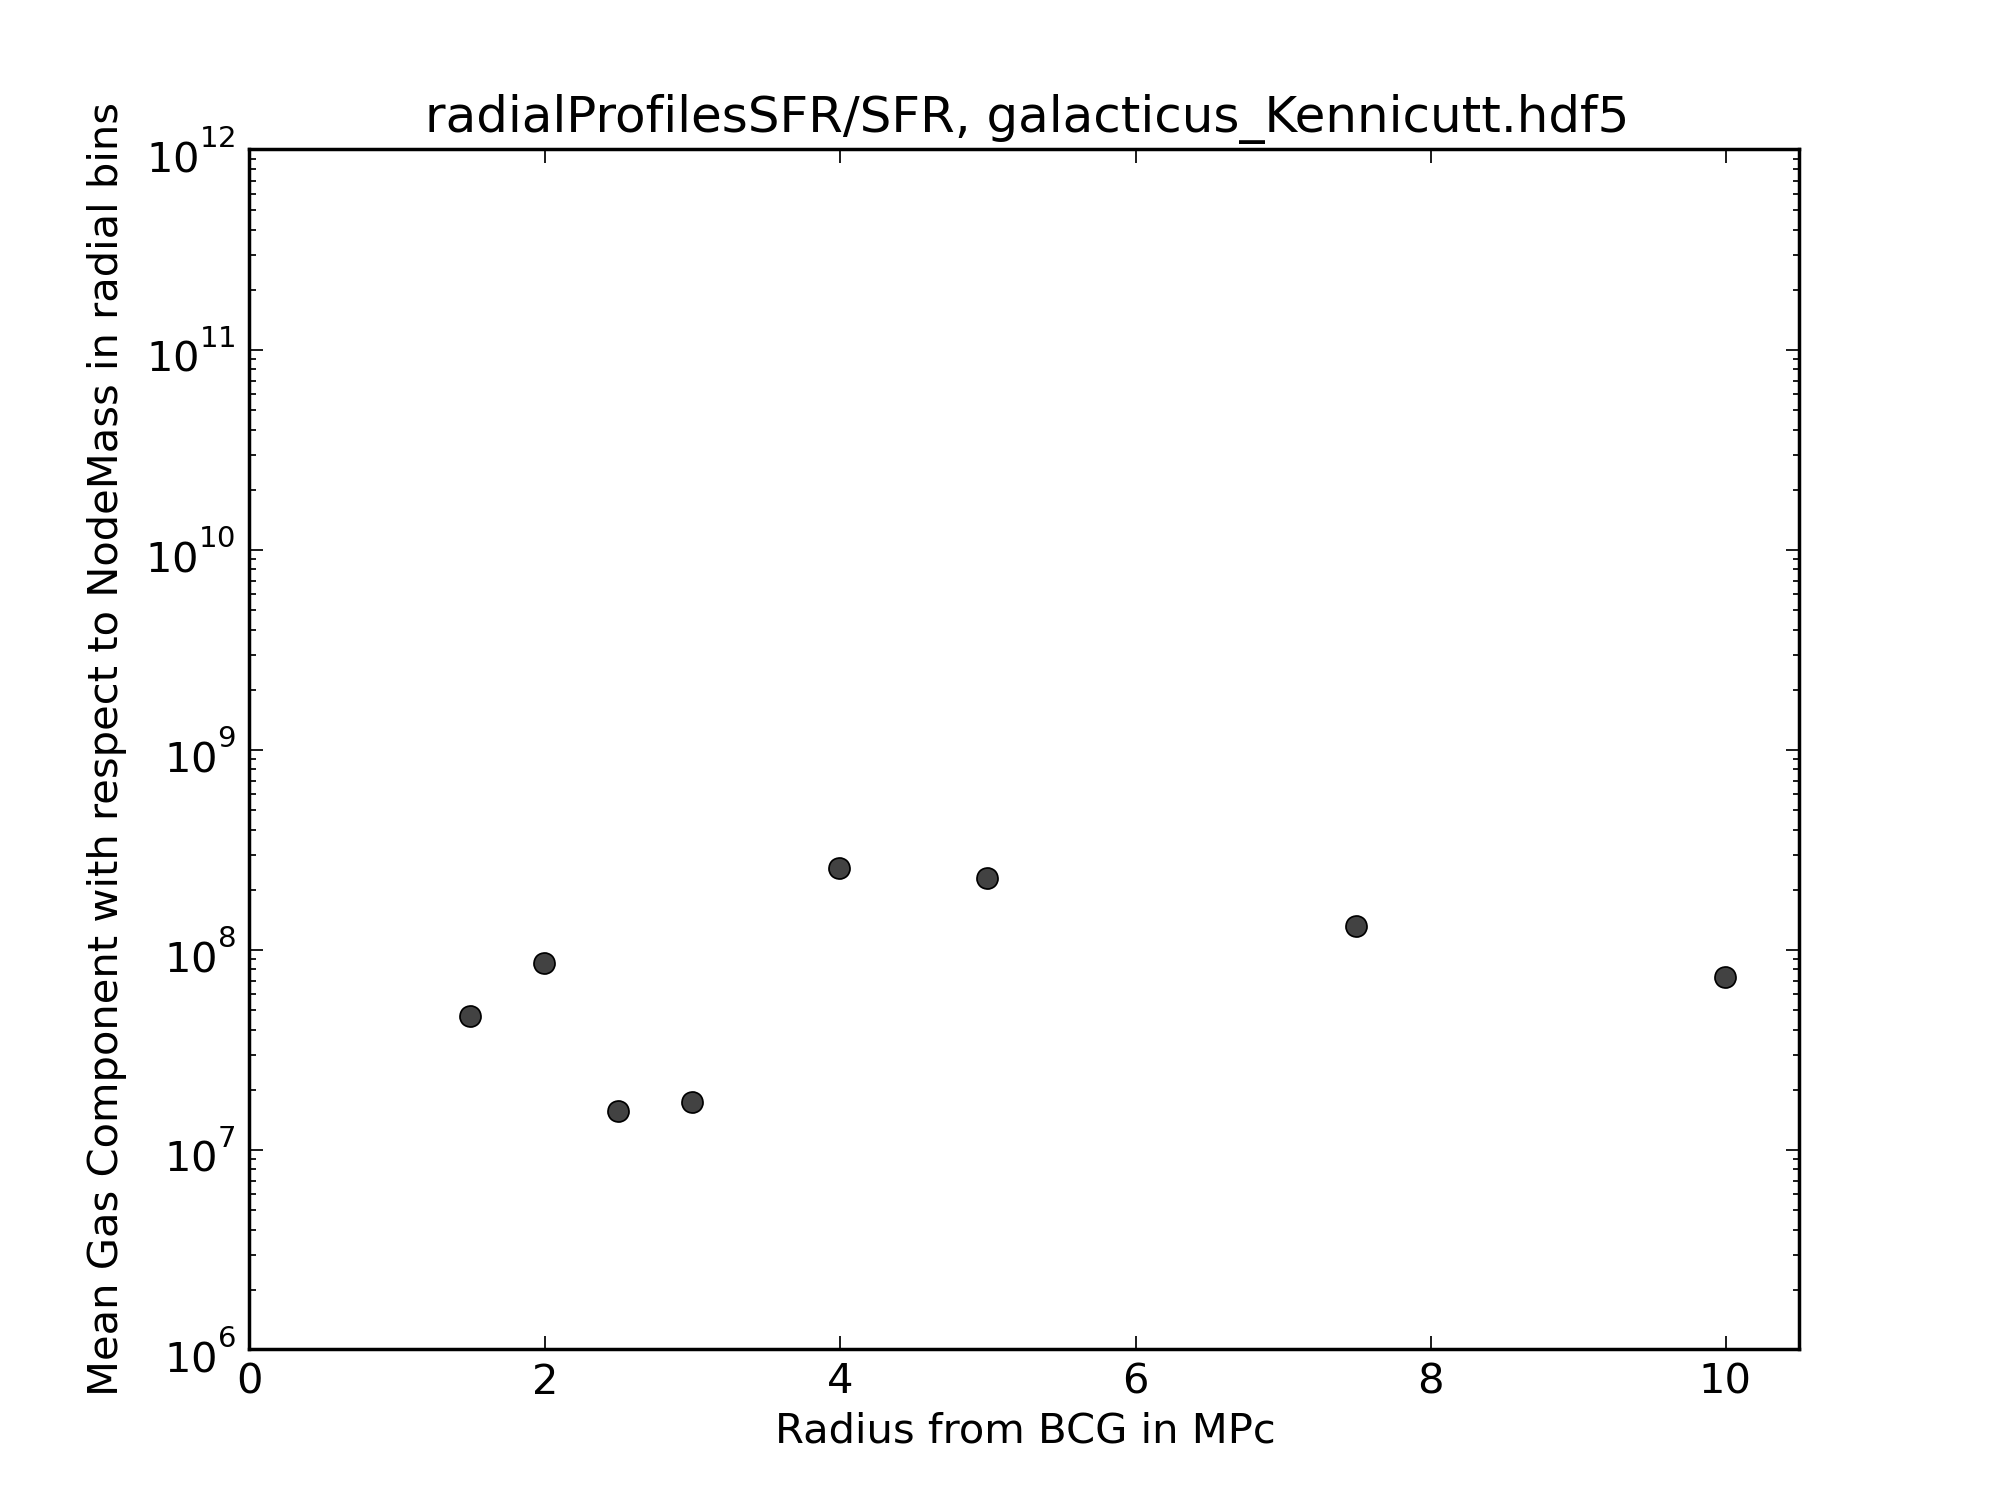 radialProfilesSFR/SFR, galacticus_Kennicutt.hdf5
Mean Gas Component with respect to NodeMass in radial bins
10^12
10^11
10^10
10^9
10^8
10^7
10^6
0 2 4 6 8 10
Radius from BCG in MPc